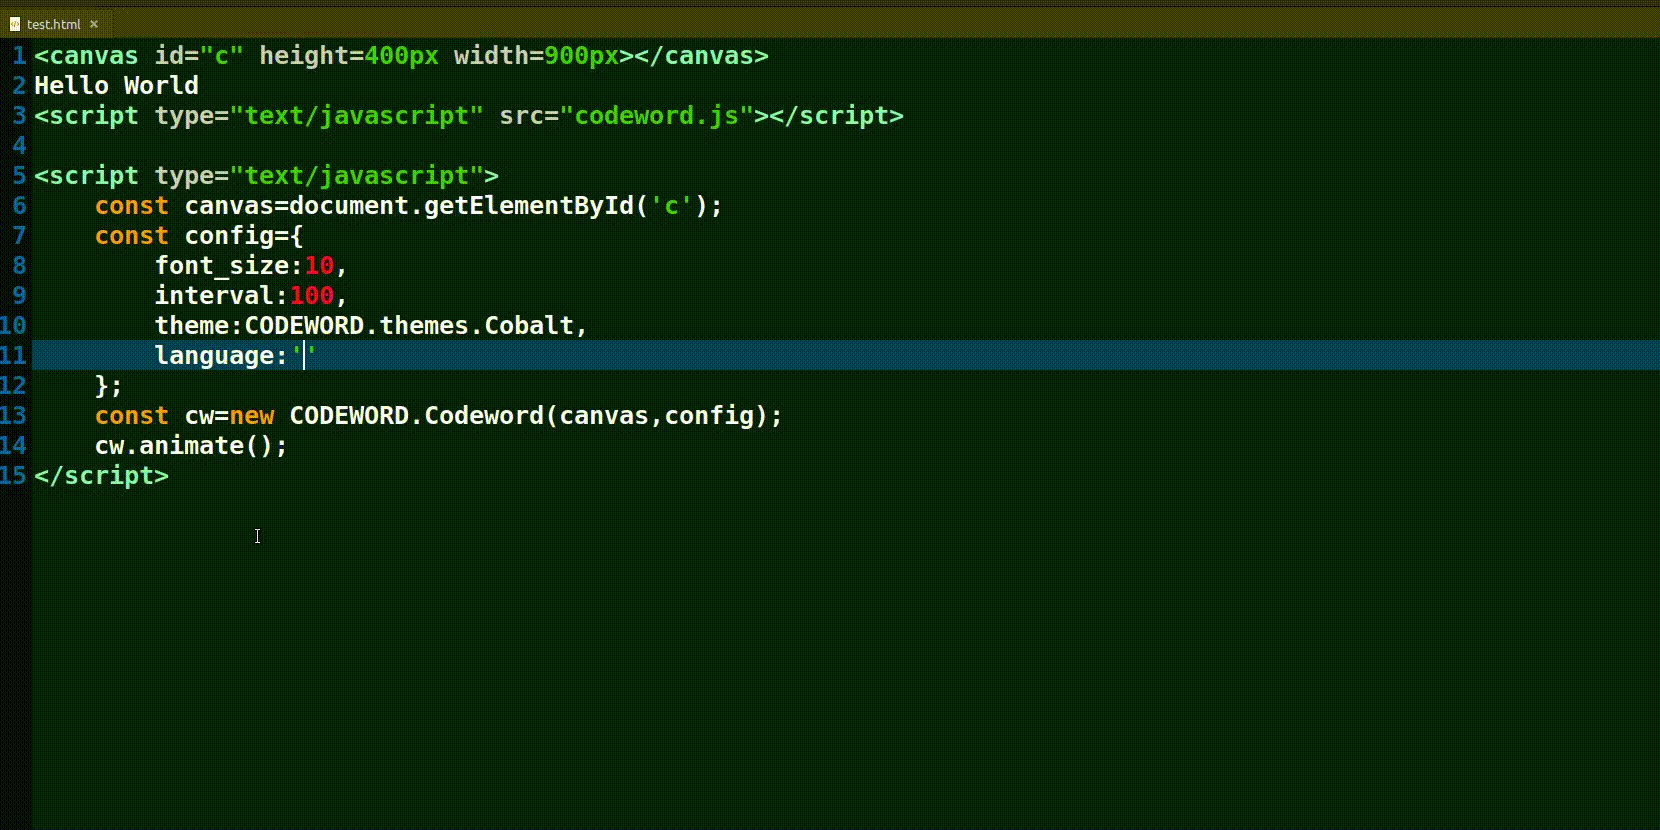 test.html ×
1 <canvas id="c" height=400px width=900px></canvas>
2 Hello World
3 <script type="text/javascript" src="codeword.js"></script>
4
5 <script type="text/javascript">
6     const canvas=document.getElementById('c');
7     const config={
8         font_size:10,
9         interval:100,
10         theme:CODEWORD.themes.Cobalt,
11         language:''
12     };
13     const cw=new CODEWORD.Codeword(canvas,config);
14     cw.animate();
15 </script>